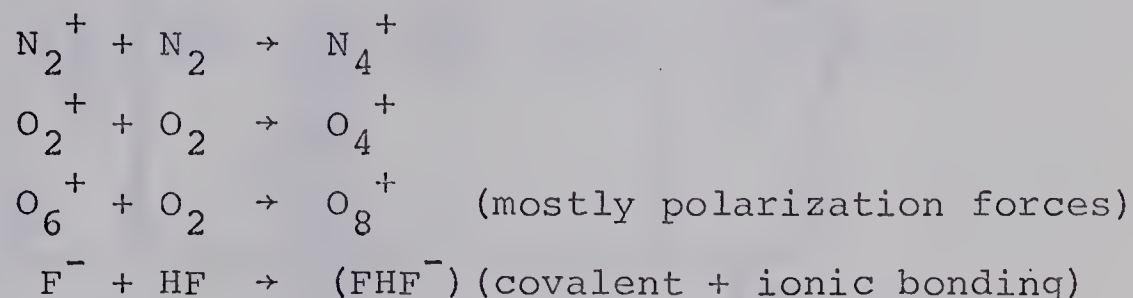 N₂⁺ + N₂ → N₄⁺
O₂⁺ + O₂ → O₄⁺
O₆⁺ + O₂ → O₈⁺ (mostly polarization forces)
F⁻ + HF → (FHF⁻) (covalent + ionic bonding)